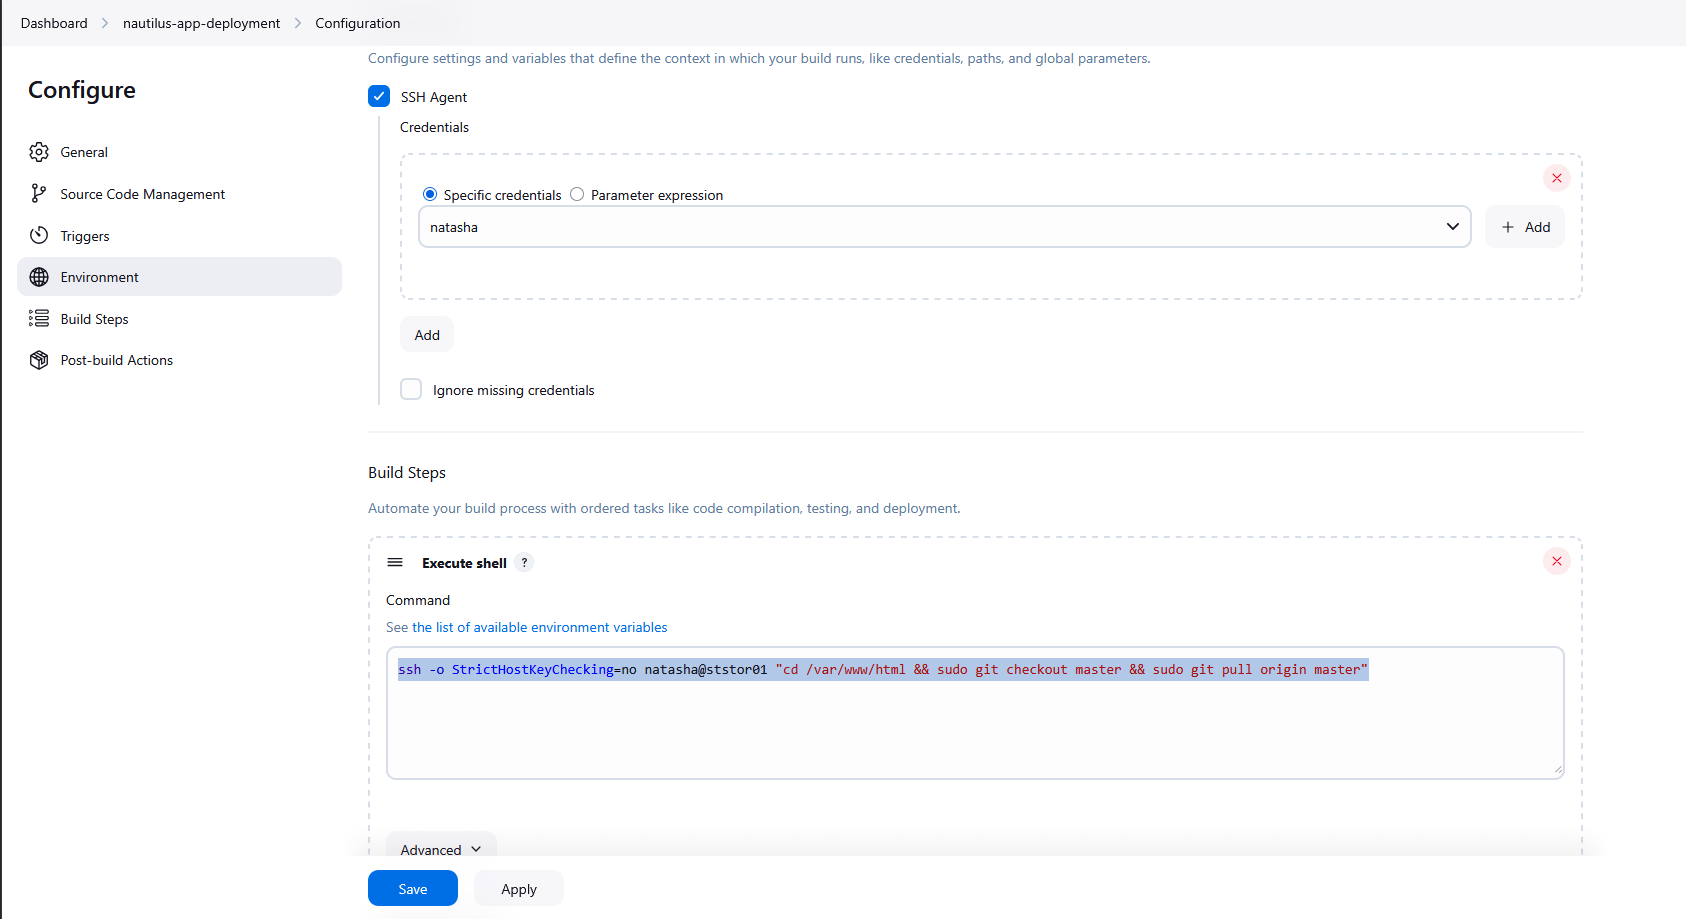 Dashboard > nautilus-app-deployment > Configuration
Configure
General
Source Code Management
Triggers
Environment
Build Steps
Post-build Actions
Configure settings and variables that define the context in which your build runs, like credentials, paths, and global parameters.
SSH Agent
Credentials
Specific credentials Parameter expression
natasha
+ Add
Add
Ignore missing credentials
Build Steps
Automate your build process with ordered tasks like code compilation, testing, and deployment.
Execute shell ?
Command
See the list of available environment variables
ssh -o StrictHostKeyChecking=no natasha@ststor01 "cd /var/www/html && sudo git checkout master && sudo git pull origin master"
Advanced
Save Apply